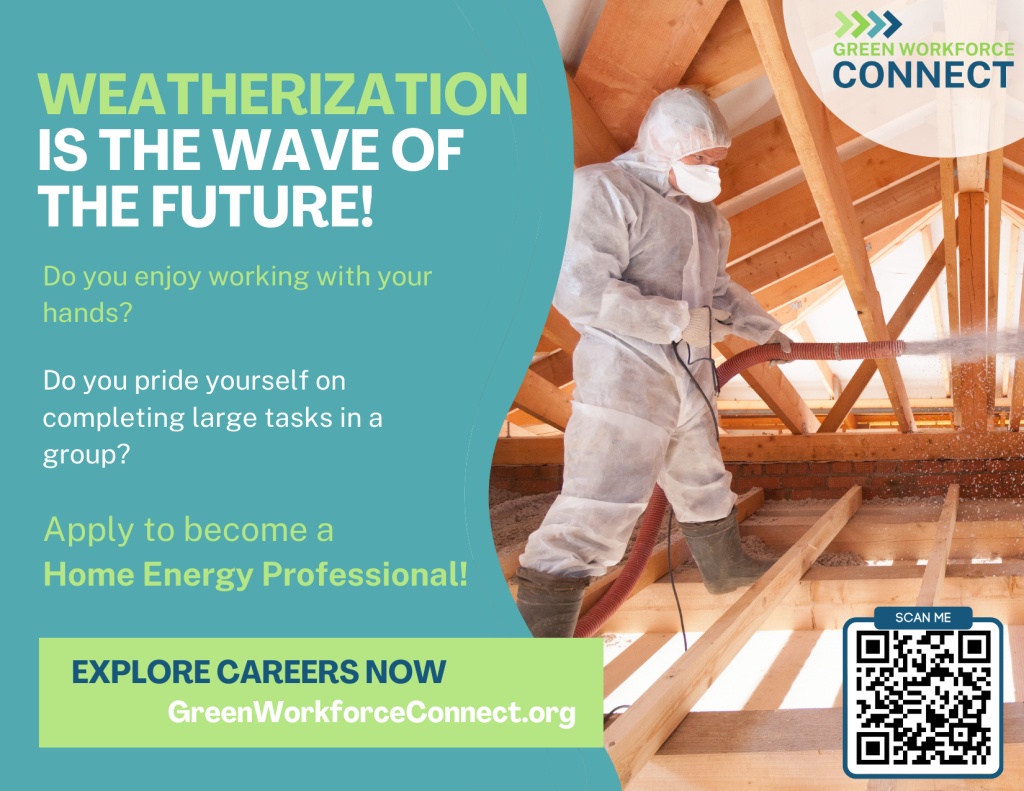 GREEN WORKFORCE
CONNECT
WEATHERIZATION
IS THE WAVE OF
THE FUTURE!
Do you enjoy working with your
hands?
Do you pride yourself on
completing large tasks in a
group?
Apply to become a
Home Energy Professional!
EXPLORE CAREERS NOW
GreenWorkforceConnect.org
SCAN ME